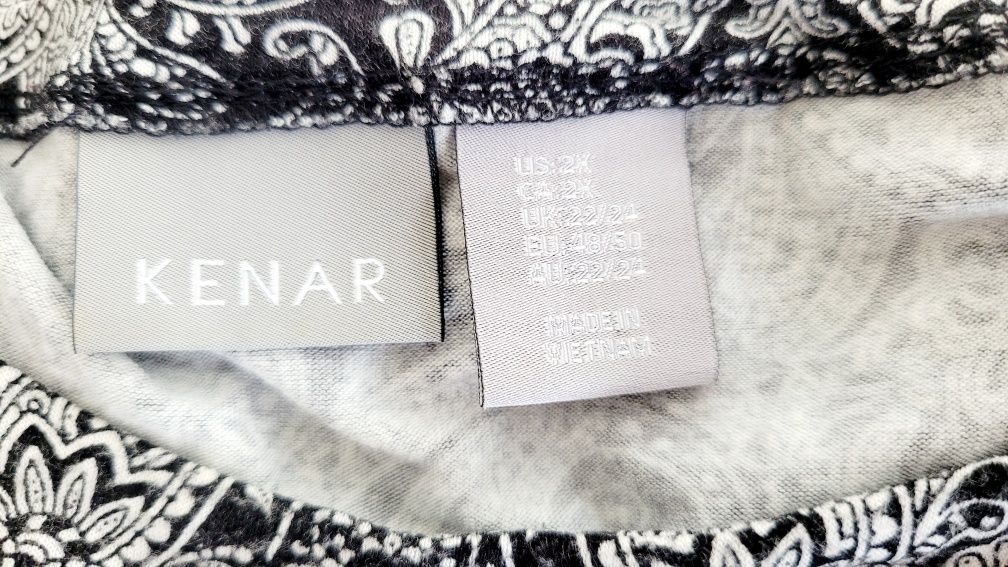 KENAR
US:2X
CA:2X
UK:22/24
EU:48/50
AU:22/24
MADE IN
VIETNAM